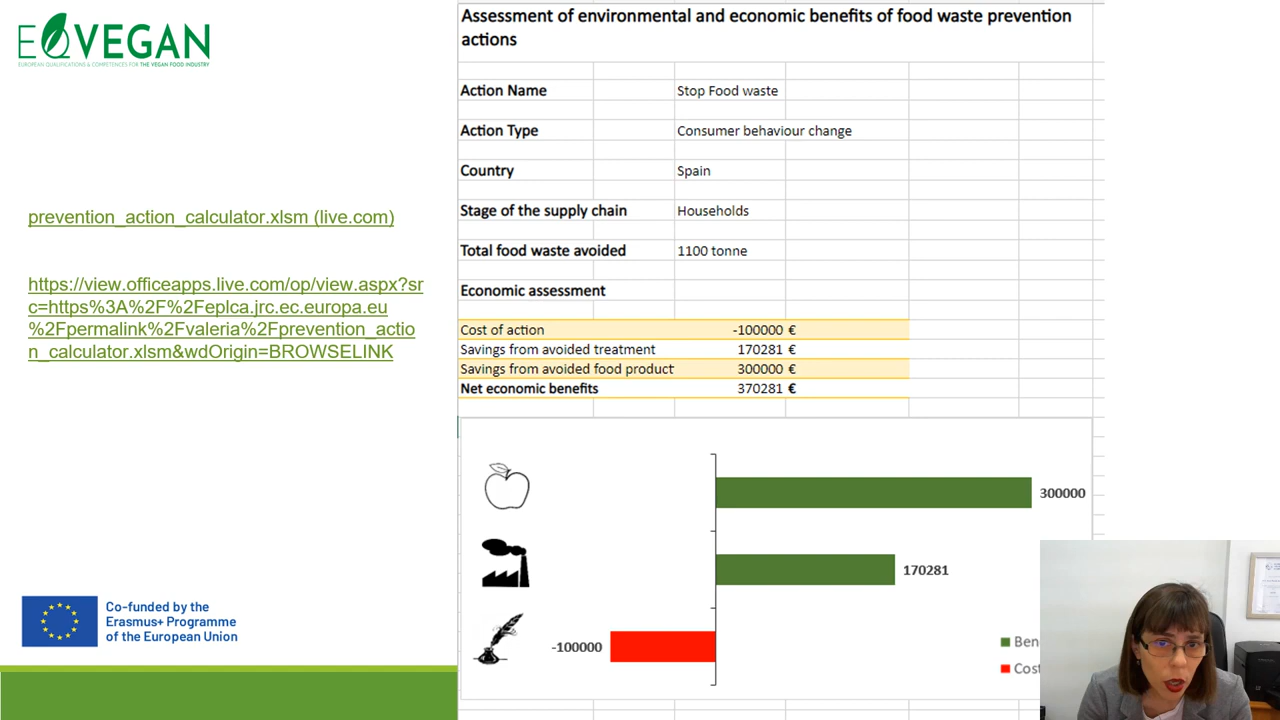 EQVEGAN
EUROPEAN QUALIFICATIONS & COMPETENCES FOR THE VEGAN FOOD INDUSTRY
prevention_action_calculator.xlsm (live.com)
https://view.officeapps.live.com/op/view.aspx?sr
c=https%3A%2F%2Feplca.jrc.ec.europa.eu
%2Fpermalink%2Fvaleria%2Fprevention_actio
n_calculator.xlsm&wdOrigin=BROWSELINK
Co-funded by the
Erasmus+ Programme
of the European Union
Assessment of environmental and economic benefits of food waste prevention
actions
Action Name Stop Food waste
Action Type Consumer behaviour change
Country Spain
Stage of the supply chain Households
Total food waste avoided 1100 tonne
Economic assessment
Cost of action -100000 €
Savings from avoided treatment 170281 €
Savings from avoided food product 300000 €
Net economic benefits 370281 €
300000
170281
-100000
Ben
Cost